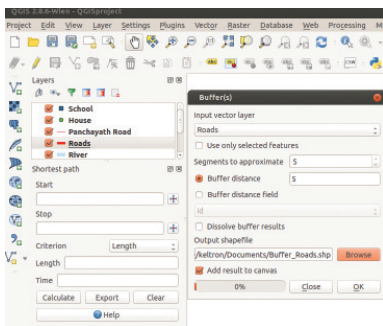 QGIS 2.8.6-Wien - QGISproject
Project Edit View Layer Settings Plugins Vector Raster Database Web Processing M
Layers
School
House
Panchayath Road
Roads
River
Shortest path
Start
Stop
Criterion Length
Length
Time
Calculate Export Clear
Help
Buffer(s)
Input vector layer
Roads
Use only selected features
Segments to approximate 5
Buffer distance 5
Buffer distance field
id
Dissolve buffer results
Output shapefile
/keltron/Documents/Buffer_Roads.shp Browse
Add result to canvas
0% Close OK